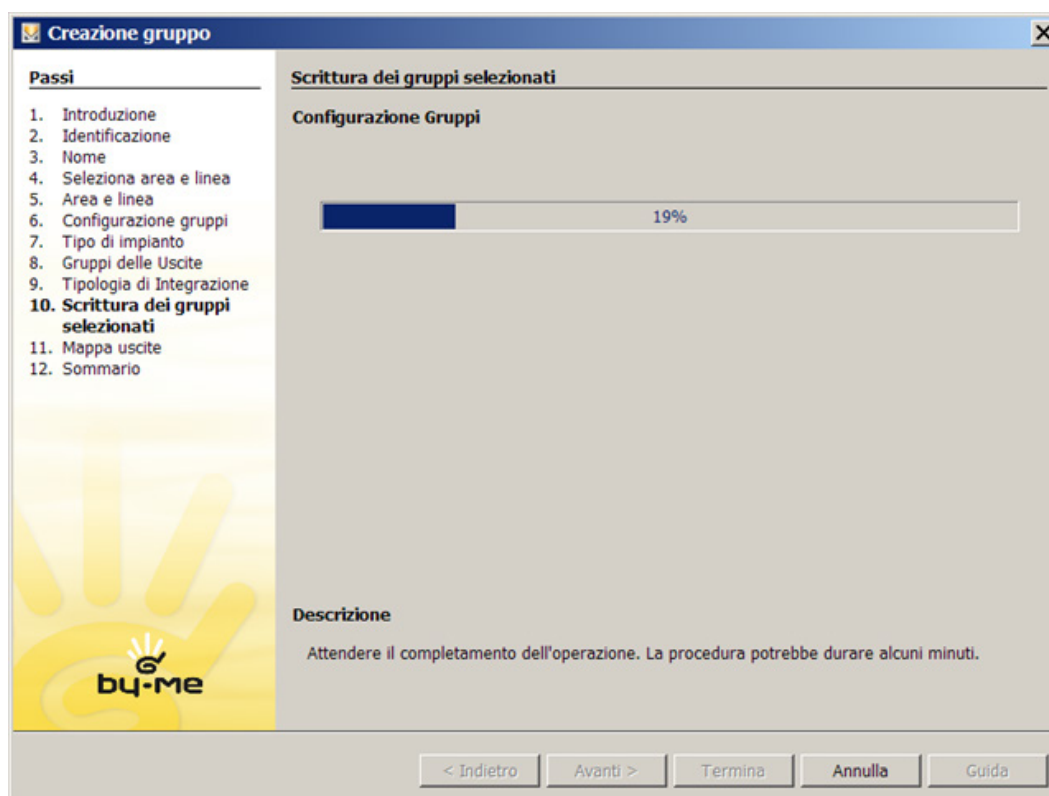 Creazione gruppo
Passi
1. Introduzione
2. Identificazione
3. Nome
4. Seleziona area e linea
5. Area e linea
6. Configurazione gruppi
7. Tipo di impianto
8. Gruppi delle Uscite
9. Tipologia di Integrazione
10. Scrittura dei gruppi
selezionati
11. Mappa uscite
12. Sommario
by-me
Scrittura dei gruppi selezionati
Configurazione Gruppi
19%
Descrizione
Attendere il completamento dell'operazione. La procedura potrebbe durare alcuni minuti.
< Indietro
Avanti >
Termina
Annulla
Guida